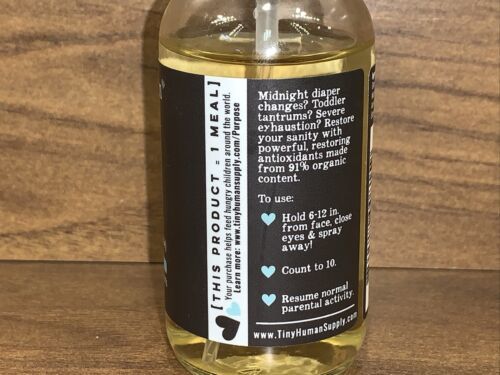 [THIS PRODUCT = 1 MEAL]
Your purchase helps feed hungry children around the world.
Learn more: www.tinyhumansupply.com/Purpose
Midnight diaper
changes? Toddler
tantrums? Severe
exhaustion? Restore
your sanity with
powerful, restoring
antioxidants made
from 91% organic
content.
To use:
Hold 6-12 in.
from face, close
eyes & spray
away!
Count to 10.
Resume normal
parental activity.
www.TinyHumanSupply.com